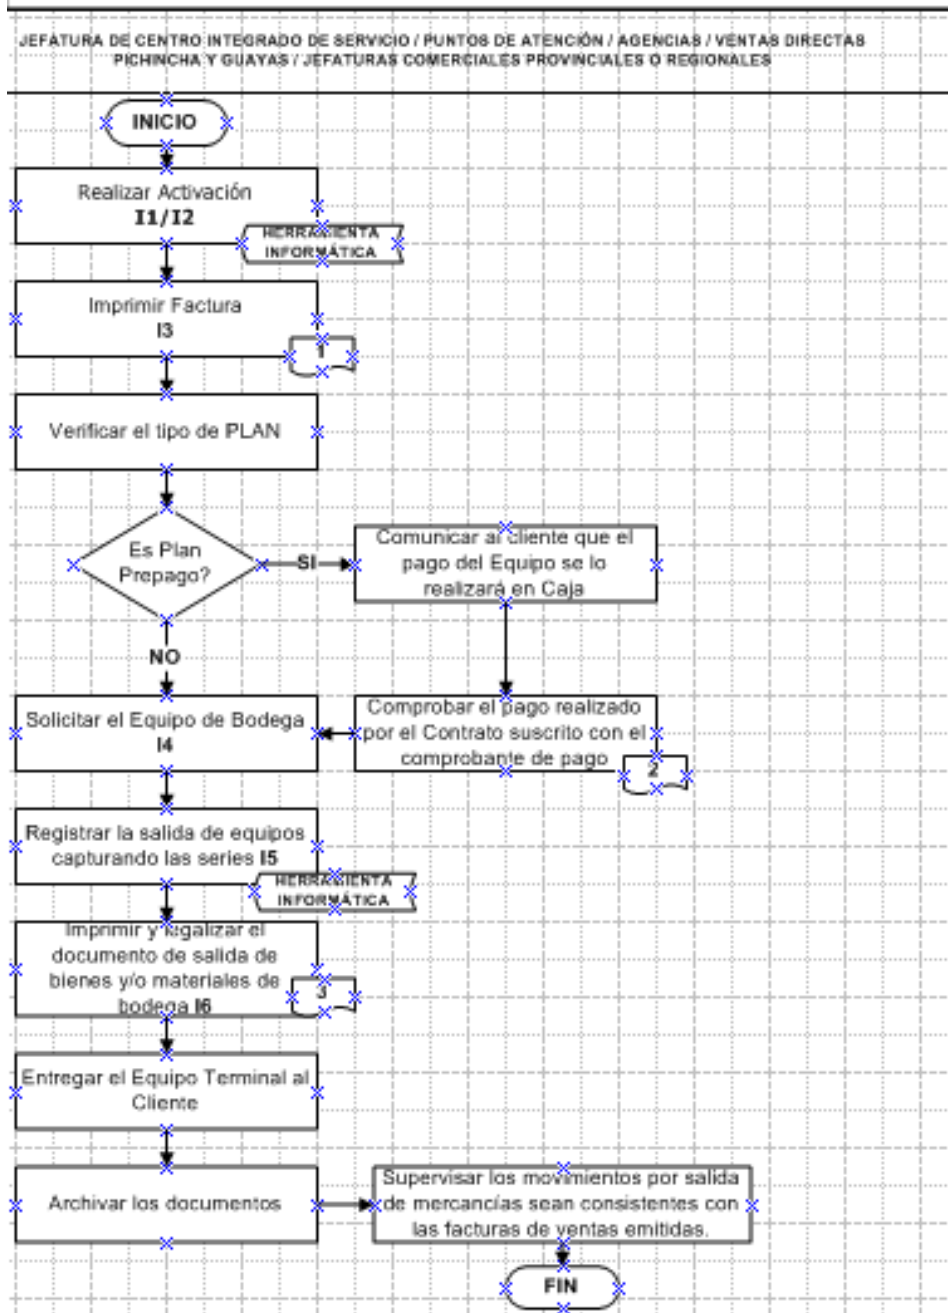 JEFATURA DE CENTRO INTEGRADO DE SERVICIO / PUNTOS DE ATENCIÓN / AGENCIAS / VENTAS DIRECTAS
PICHINCHA Y GUAYAS / JEFATURAS COMERCIALES PROVINCIALES O REGIONALES
INICIO
Realizar Activación
I1/I2
HERRAMIENTA
INFORMÁTICA
Imprimir Factura
I3
1
Verificar el tipo de PLAN
Es Plan
Prepago?
SI
Comunicar al cliente que el
pago del Equipo se lo
realizará en Caja
NO
Solicitar el Equipo de Bodega
I4
Comprobar el pago realizado
por el Contrato suscrito con el
comprobante de pago
2
Registrar la salida de equipos
capturando las series I5
HERRAMIENTA
INFORMÁTICA
Imprimir y legalizar el
documento de salida de
bienes y/o materiales de
bodega I6
3
Entregar el Equipo Terminal al
Cliente
Archivar los documentos
Supervisar los movimientos por salida
de mercancías sean consistentes con
las facturas de ventas emitidas.
FIN